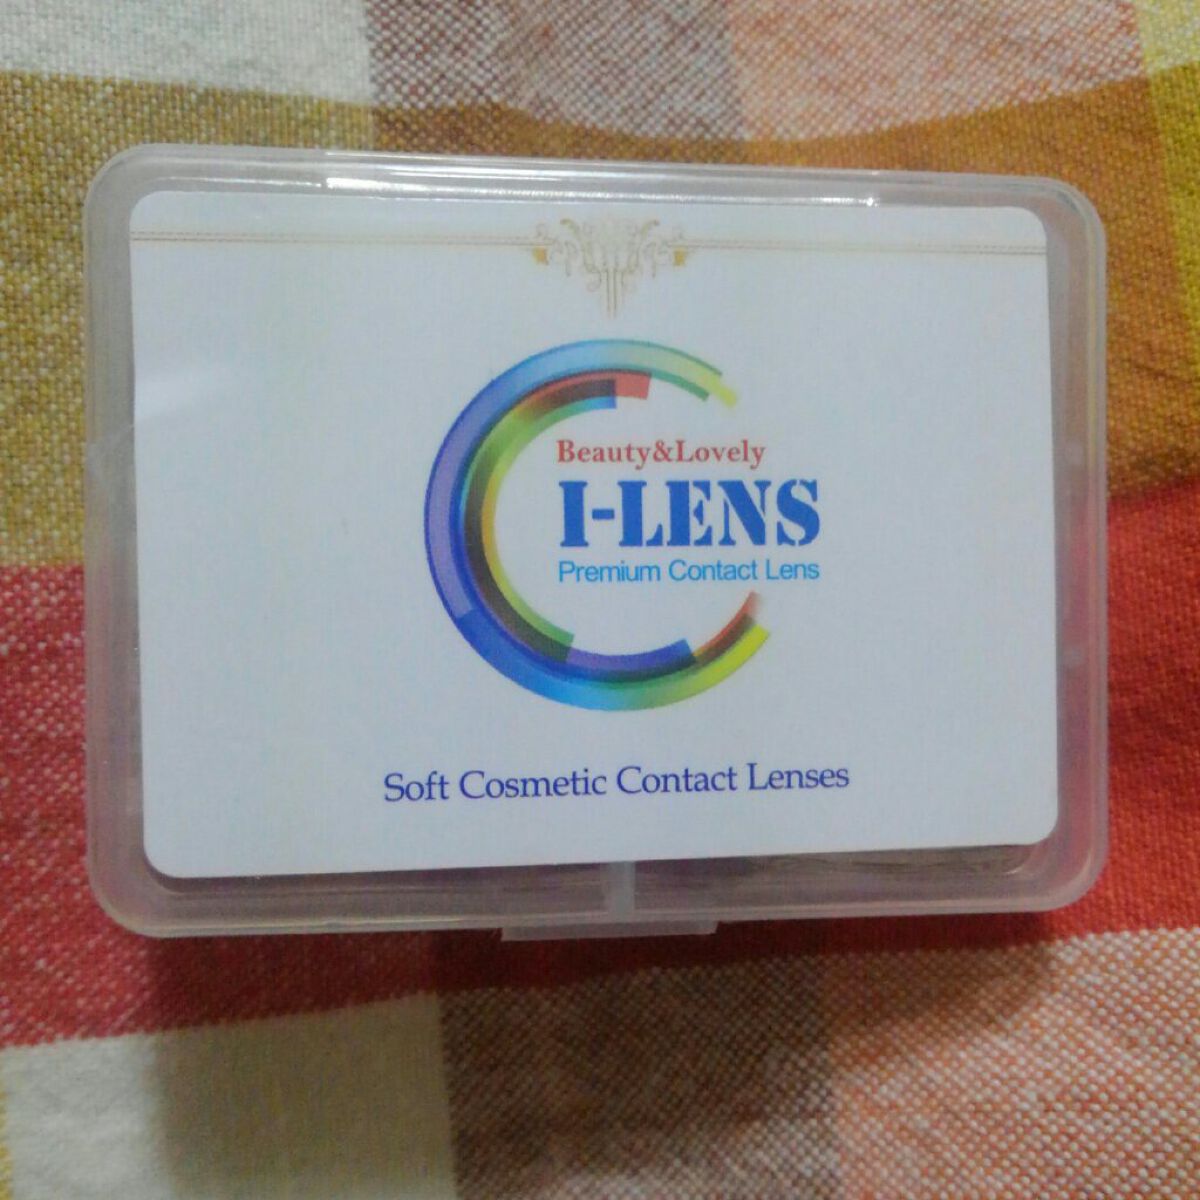 Beauty&Lovely
I-LENS
Premium Contact Lens
Soft Cosmetic Contact Lenses